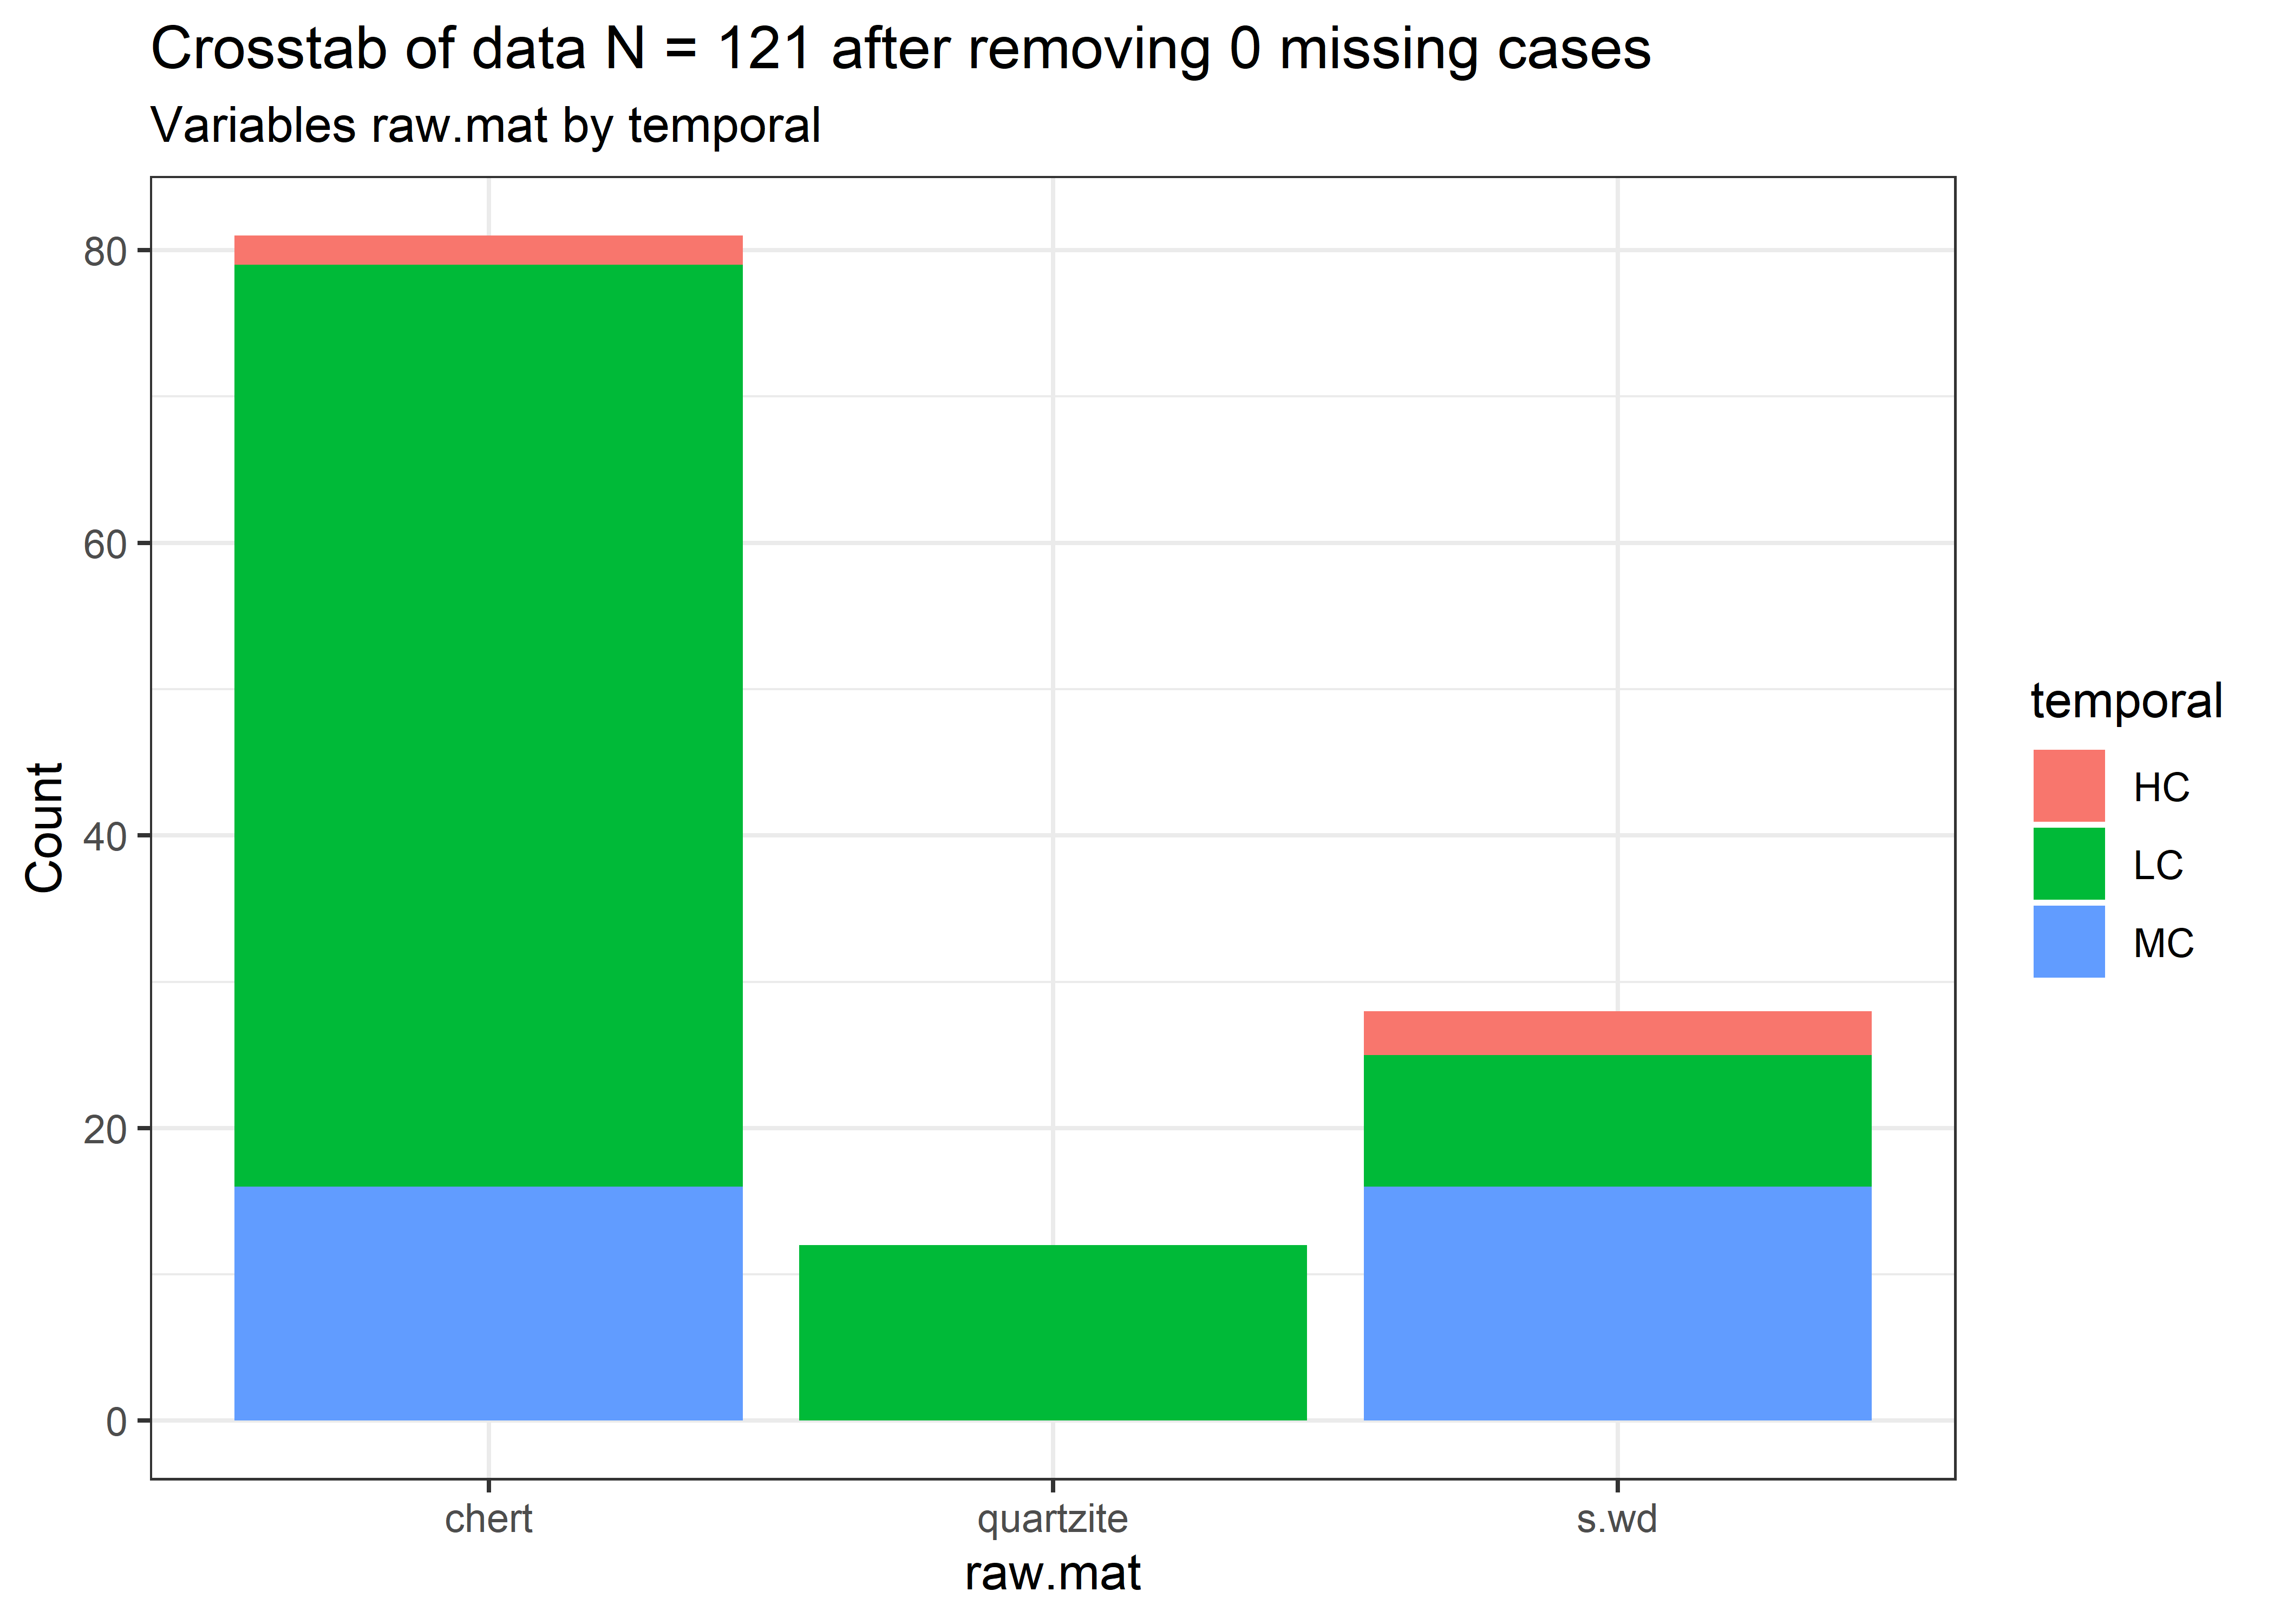 Crosstab of data N = 121 after removing 0 missing cases
Variables raw.mat by temporal
80
60
40
20
0
Count
chert
quartzite
s.wd
raw.mat
temporal
HC
LC
MC